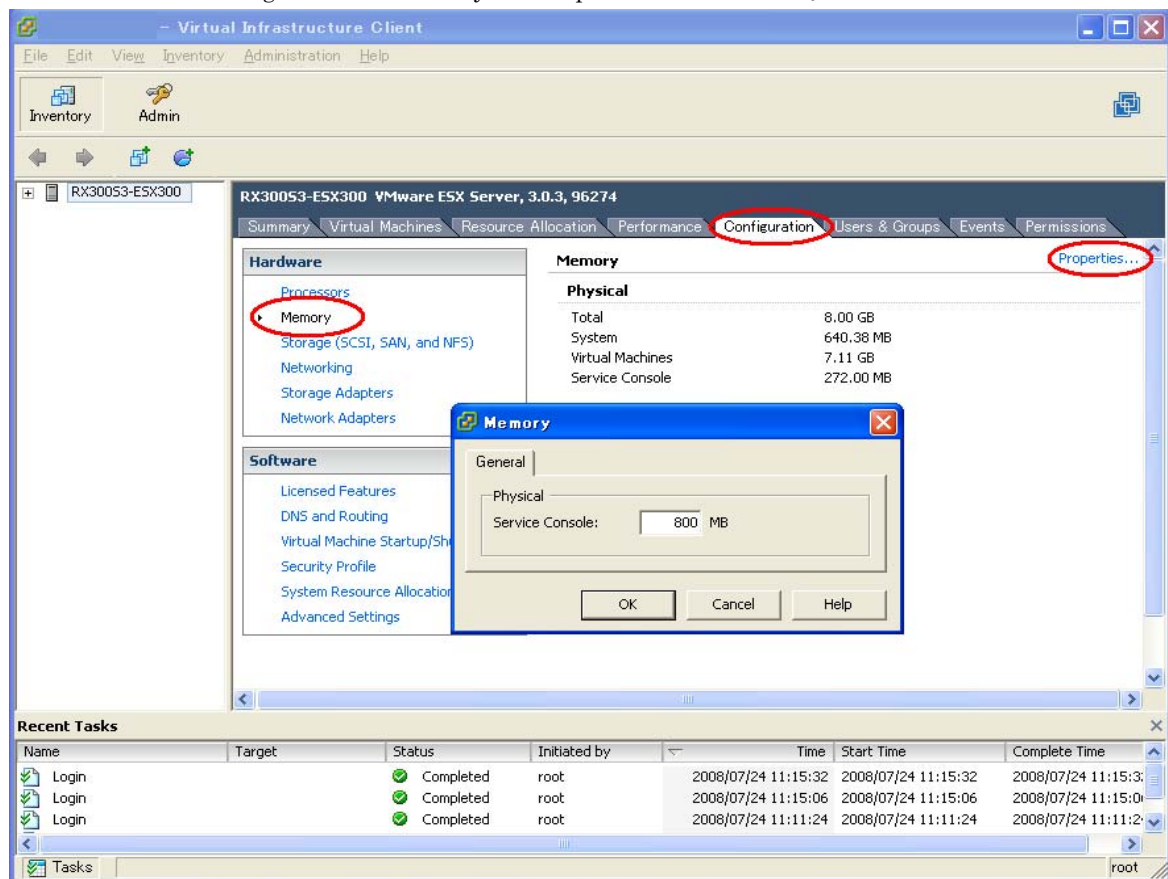 – Virtual Infrastructure Client
File Edit View Inventory Administration Help
Inventory Admin
RX300S3-ESX300
RX300S3-ESX300 VMware ESX Server, 3.0.3, 96274
Summary Virtual Machines Resource Allocation Performance Configuration Users & Groups Events Permissions
Hardware
Processors
Memory
Storage (SCSI, SAN, and NFS)
Networking
Storage Adapters
Network Adapters
Software
Licensed Features
DNS and Routing
Virtual Machine Startup/Sh
Security Profile
System Resource Allocation
Advanced Settings
Memory Properties...
Physical
Total 8.00 GB
System 640.38 MB
Virtual Machines 7.11 GB
Service Console 272.00 MB
Memory
General
Physical
Service Console: 800 MB
OK Cancel Help
Recent Tasks
Name Target Status Initiated by Time Start Time Complete Time
Login Completed root 2008/07/24 11:15:32 2008/07/24 11:15:32 2008/07/24 11:15:3
Login Completed root 2008/07/24 11:15:06 2008/07/24 11:15:06 2008/07/24 11:15:0
Login Completed root 2008/07/24 11:11:24 2008/07/24 11:11:24 2008/07/24 11:11:2
Tasks root